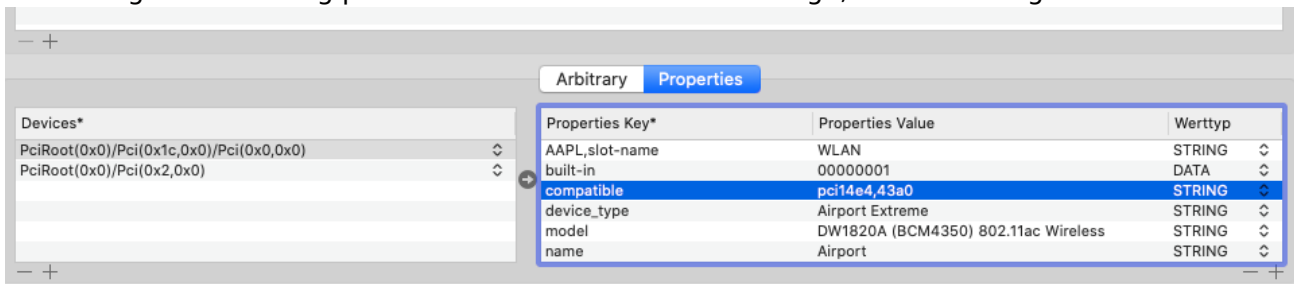 Arbitrary Properties
Devices* Properties Key* Properties Value Werttyp
PciRoot(0x0)/Pci(0x1c,0x0)/Pci(0x0,0x0) AAPL,slot-name WLAN STRING
PciRoot(0x0)/Pci(0x2,0x0) built-in 00000001 DATA
compatible pci14e4,43a0 STRING
device_type Airport Extreme STRING
model DW1820A (BCM4350) 802.11ac Wireless STRING
name Airport STRING